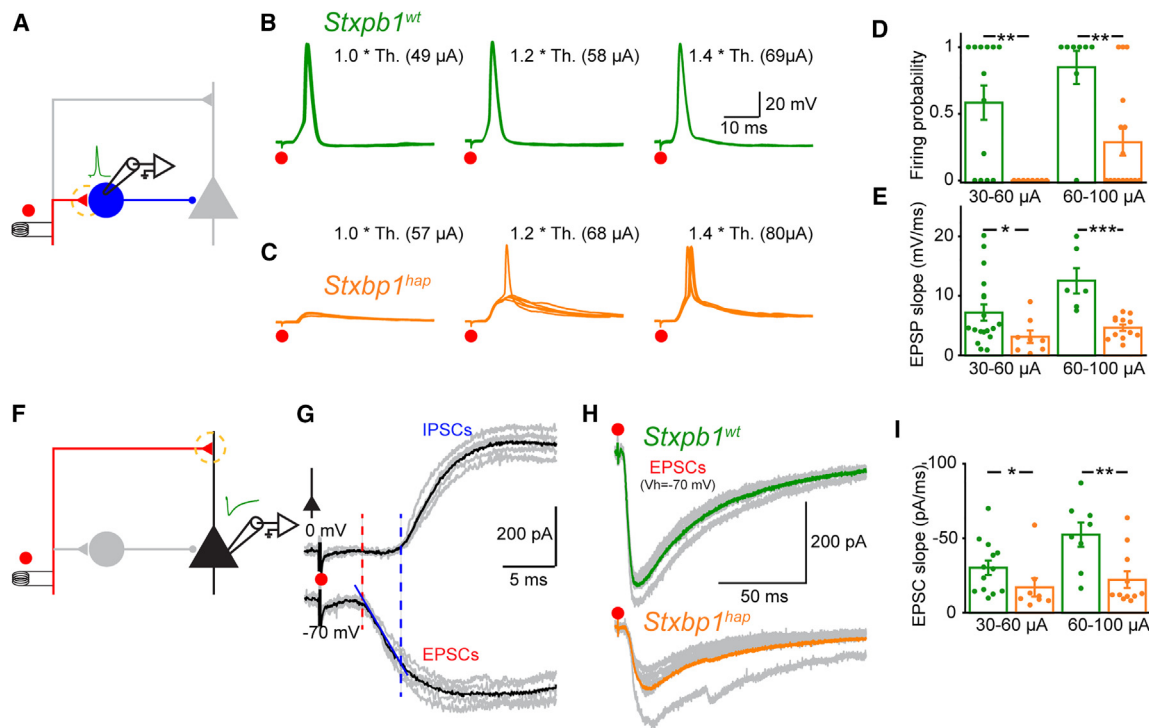 A
B
Stxpb1wt
1.0 * Th. (49 µA)
1.2 * Th. (58 µA)
1.4 * Th. (69µA)
20 mV
10 ms
C
1.0 * Th. (57 µA)
1.2 * Th. (68 µA)
1.4 * Th. (80µA)
Stxbp1hap
D
** **
Firing probability
1
0.5
0
30-60 µA 60-100 µA
E
* ***
EPSP slope (mV/ms)
20
10
0
30-60 µA 60-100 µA
F
G
IPSCs
0 mV
200 pA
5 ms
-70 mV
EPSCs
H
Stxpb1wt
EPSCs
(Vh=-70 mV)
200 pA
50 ms
Stxbp1hap
I
* **
EPSC slope (pA/ms)
-100
-50
0
30-60 µA 60-100 µA